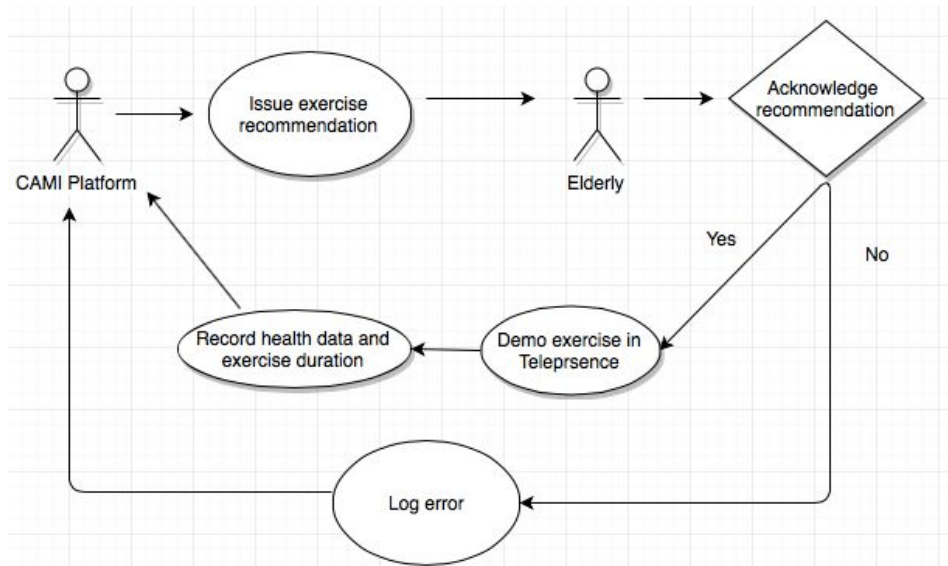 Issue exercise
recommendation
Acknowledge
recommendation
CAMI Platform
Elderly
Yes
No
Record health data and
exercise duration
Demo exercise in
Teleprsence
Log error